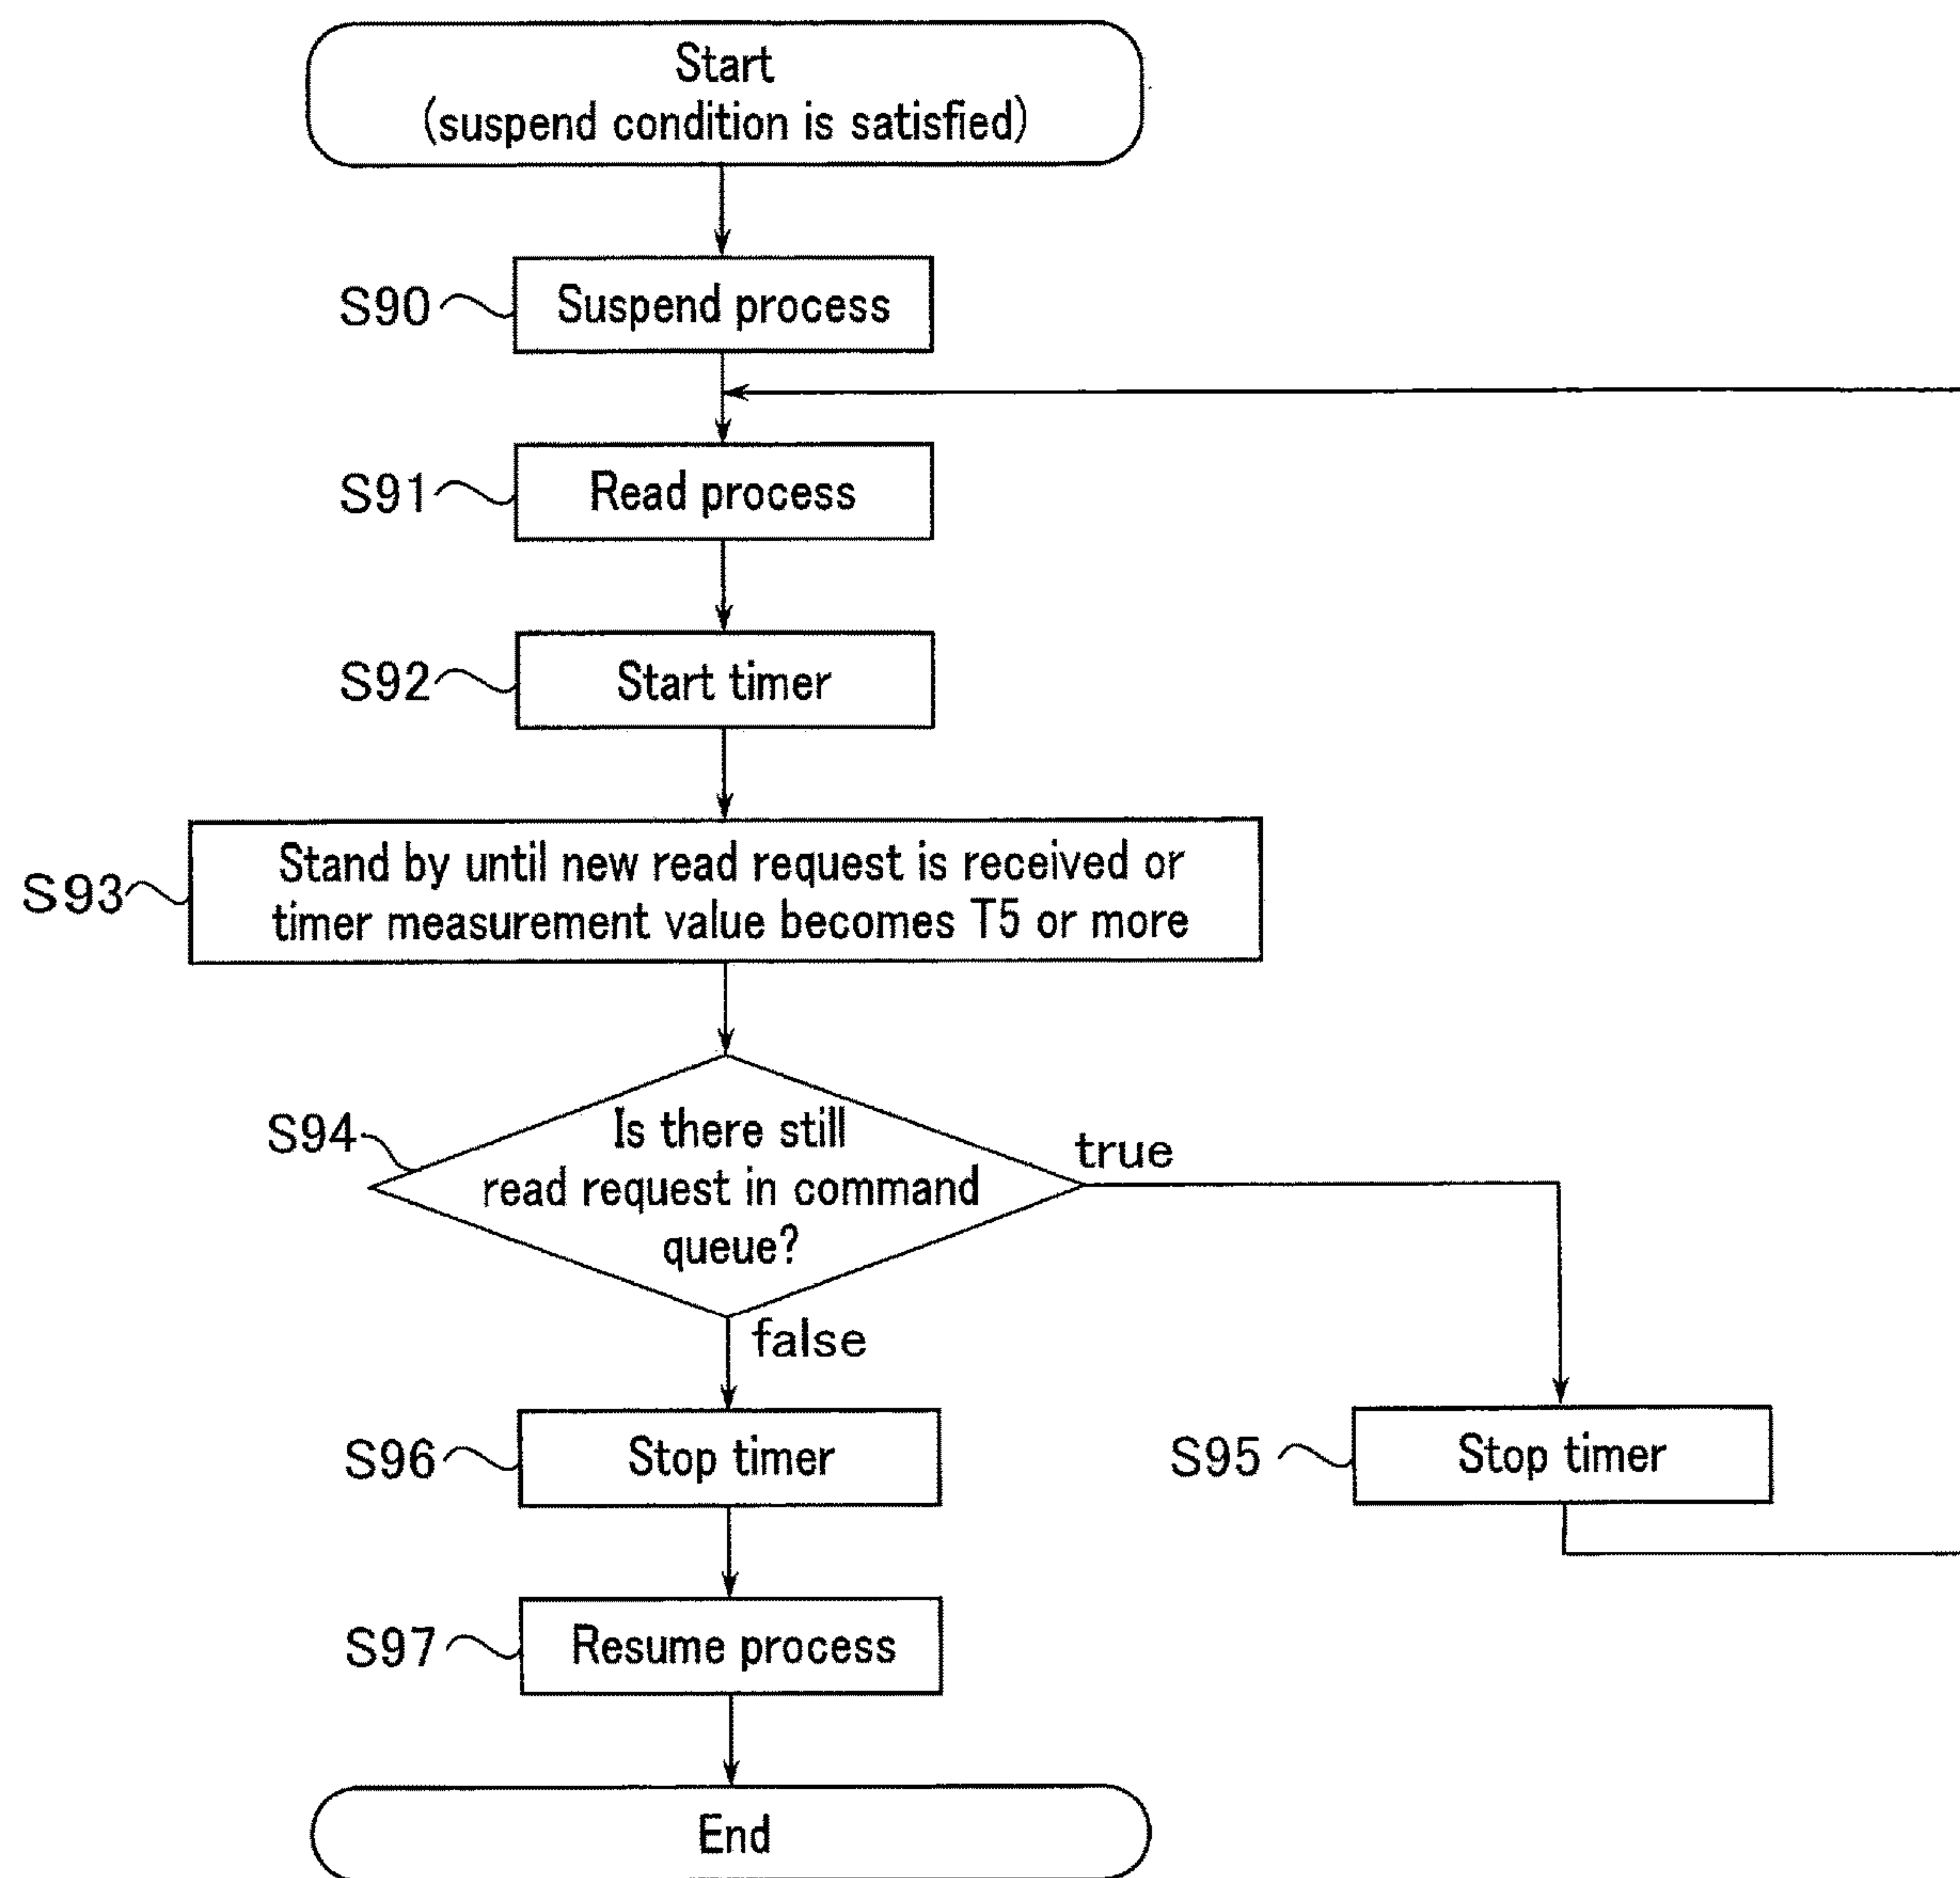 Start
(suspend condition is satisfied)
S90
Suspend process
S91
Read process
S92
Start timer
S93
Stand by until new read request is received or
timer measurement value becomes T5 or more
S94
Is there still
read request in command
queue?
true
false
S96
Stop timer
S95
Stop timer
S97
Resume process
End